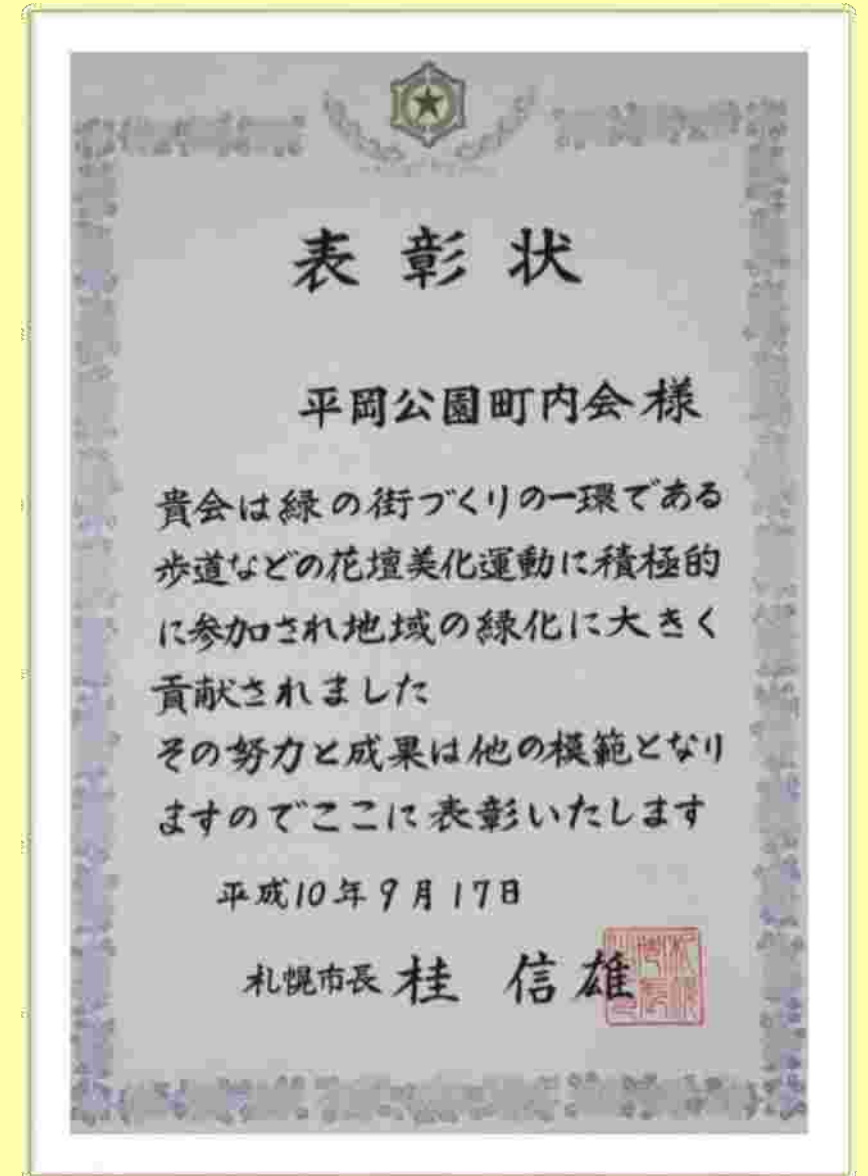 表彰状
平岡公園町内会様
貴会は緑の街づくりの一環である
歩道などの花壇美化運動に積極的
に参加され地域の緑化に大きく
貢献されました
その努力と成果は他の模範となり
ますのでここに表彰いたします
平成10年9月17日
札幌市長 桂 信雄